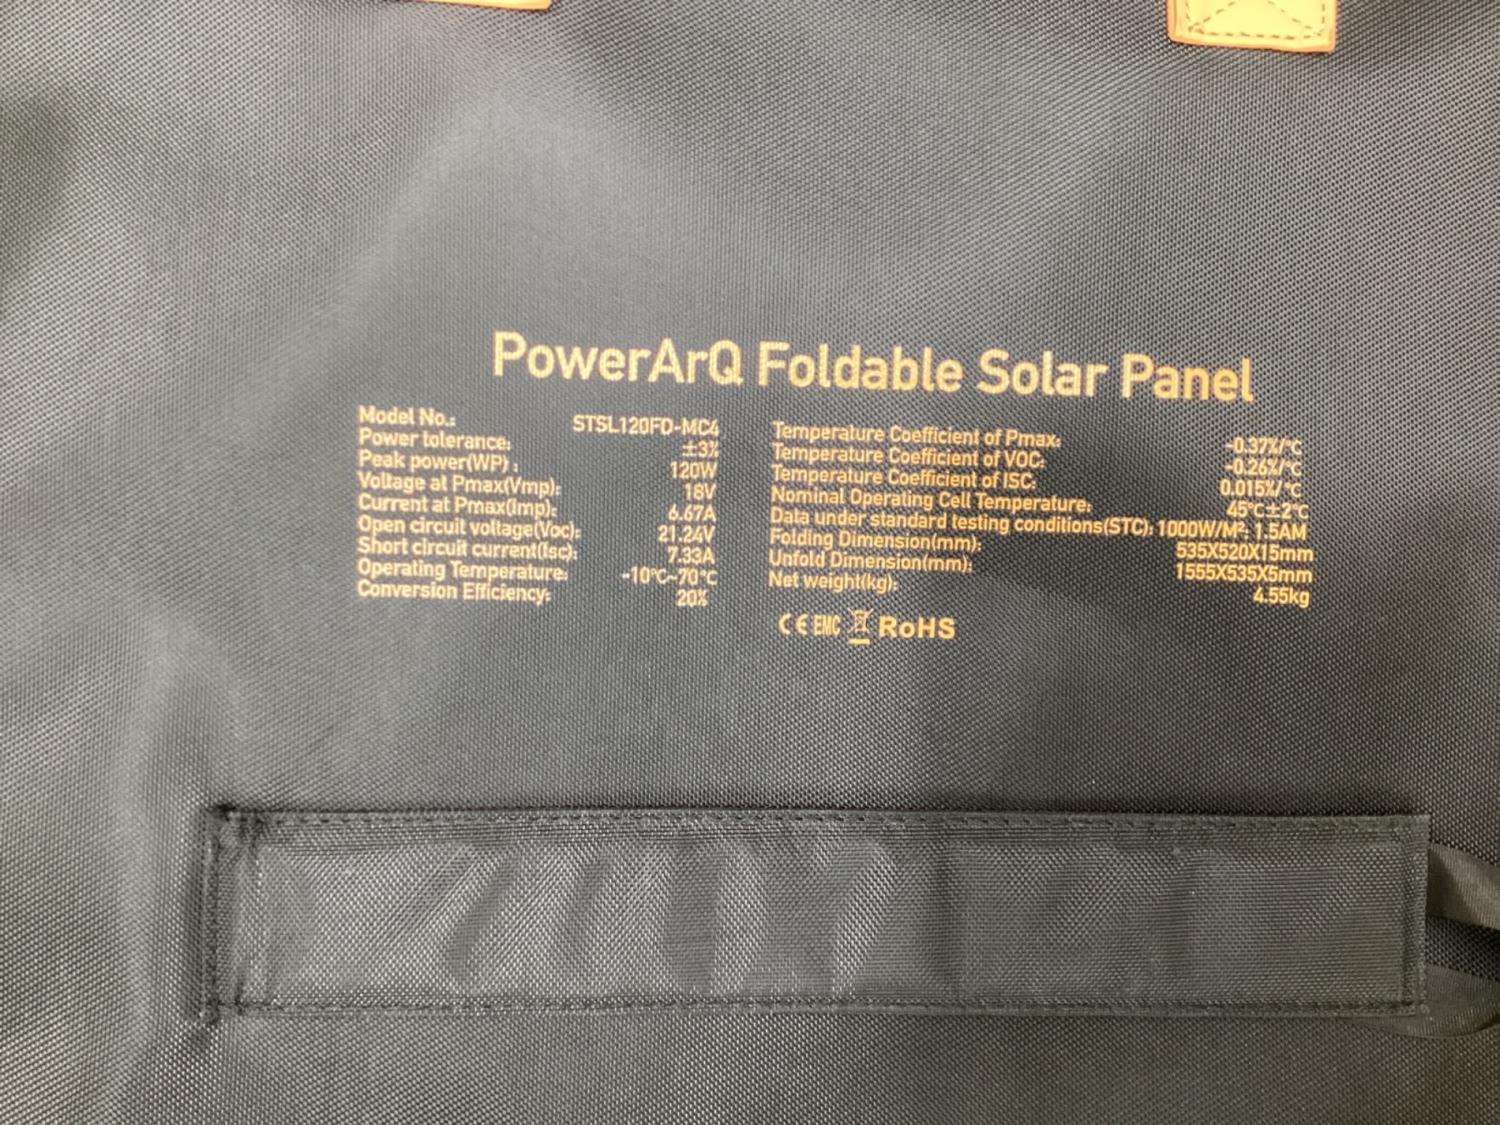 PowerArQ Foldable Solar Panel
Model No.: STSL120FD-MC4
Power tolerance: ±3%
Peak power(WP) : 120W
Voltage at Pmax(Vmp): 18V
Current at Pmax(Imp): 6.67A
Open circuit voltage(Voc): 21.24V
Short circuit current(Isc): 7.33A
Operating Temperature: -10℃~70℃
Conversion Efficiency: 20%
Temperature Coefficient of Pmax: -0.37%/℃
Temperature Coefficient of VOC: -0.26%/℃
Temperature Coefficient of ISC: 0.015%/℃
Nominal Operating Cell Temperature: 45℃±2℃
Data under standard testing conditions(STC): 1000W/M²; 1.5AM
Folding Dimension(mm): 535X520X15mm
Unfold Dimension(mm): 1555X535X5mm
Net weight(kg): 4.55kg
CE EMC RoHS